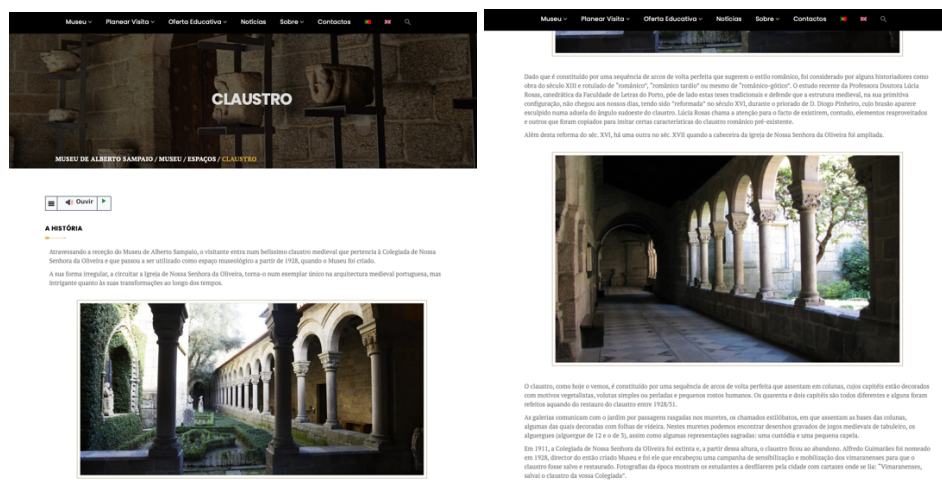 Museu Planear Visita Oferta Educativa Notícias Sobre Contactos
CLAUSTRO
MUSEU DE ALBERTO SAMPAIO / MUSEU / ESPAÇOS / CLAUSTRO
Ouvir
A HISTÓRIA
Atravessando a receção do Museu de Alberto Sampaio, o visitante entra num belíssimo claustro medieval que pertencia à Colegiada de Nossa
Senhora da Oliveira e que passou a ser utilizado como espaço museológico a partir de 1928, quando o Museu foi criado.
A sua forma irregular, a circuitar a Igreja de Nossa Senhora da Oliveira, torna-o num exemplar único na arquitectura medieval portuguesa, mas
intrigante quanto às suas transformações ao longo dos tempos.
Museu Planear Visita Oferta Educativa Notícias Sobre Contactos
Dado que é constituído por uma sequência de arcos de volta perfeita que sugerem o estilo românico, foi considerado por alguns historiadores como
obra do século XIII e rotulado de "românico", "românico tardio" ou mesmo de "românico-gótico". O estudo recente da Professora Doutora Lúcia
Rosas, catedrática da Faculdade de Letras do Porto, põe de lado estas teses tradicionais e defende que a estrutura medieval, na sua primitiva
configuração, não chegou aos nossos dias, tendo sido "reformada" no século XVI, durante o priorado de D. Diogo Pinheiro, cujo brasão aparece
esculpido numa aduela do ângulo sudoeste do claustro. Lúcia Rosas chama a atenção para o facto de existirem, contudo, elementos reaproveitados
e outros que foram copiados para imitar certas características do claustro românico pré-existente.
Além desta reforma do séc. XVI, há uma outra no séc. XVII quando a cabeceira da igreja de Nossa Senhora da Oliveira foi ampliada.
O claustro, como hoje o vemos, é constituído por uma sequência de arcos de volta perfeita que assentam em colunas, cujos capitéis estão decorados
com motivos vegetalistas, volutas simples ou perladas e pequenos rostos humanos. Os quarenta e dois capitéis são todos diferentes e alguns foram
refeitos aquando do restauro do claustro entre 1928/31.
As galerias comunicam com o jardim por passagens rasgadas nos muretes, os chamados estilóbatos, em que assentam as bases das colunas,
algumas das quais decoradas com folhas de videira. Nestes muretes podemos encontrar desenhos gravados de jogos medievais de tabuleiro, os
alguergues (alguergue de 12 e o de 3), assim como algumas representações sagradas: uma custódia e uma pequena capela.
Em 1911, a Colegiada de Nossa Senhora da Oliveira foi extinta e, a partir dessa altura, o claustro ficou ao abandono. Alfredo Guimarães foi nomeado
em 1928, director do então criado Museu e foi ele que encabeçou uma campanha de sensibilização e mobilização dos vimaranenses para que o
claustro fosse salvo e restaurado. Fotografias da época mostram os estudantes a desfilarem pela cidade com cartazes onde se lia: "Vimaranenses,
salvai o claustro da vossa Colegiada".